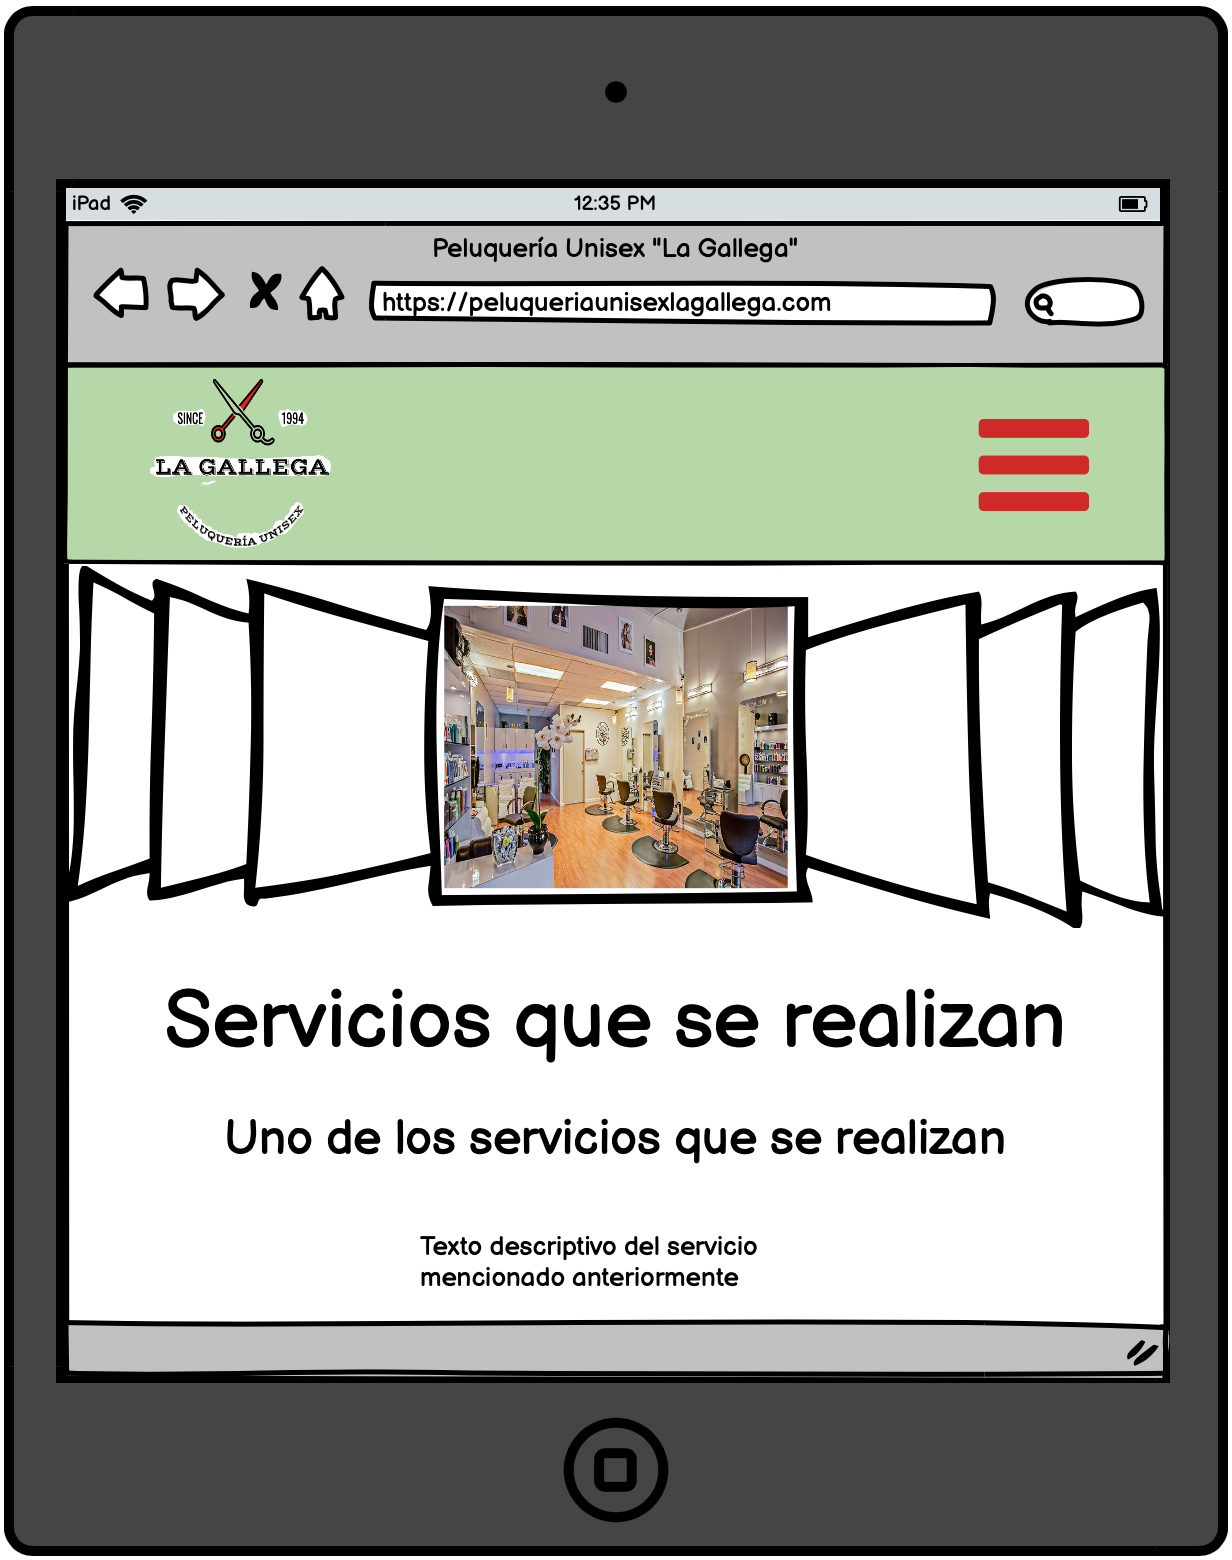 iPad
12:35 PM
Peluquería Unisex "La Gallega"
https://peluqueriaunisexlagallega.com
SINCE 1994
LA GALLEGA
PELUQUERÍA UNISEX
Servicios que se realizan
Uno de los servicios que se realizan
Texto descriptivo del servicio
mencionado anteriormente